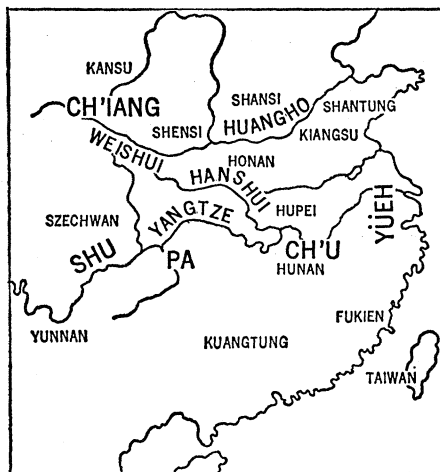 KANSU
SHANSI
CH'IANG
SHANTUNG
SHENSI
HUANGHO
KIANGSU
WEISHUI
HONAN
HANSHUI
SZECHWAN
YANGTZE
HUPEI
YÜEH
SHU
PA
CH'U
HUNAN
YUNNAN
KUANGTUNG
FUKIEN
TAIWAN